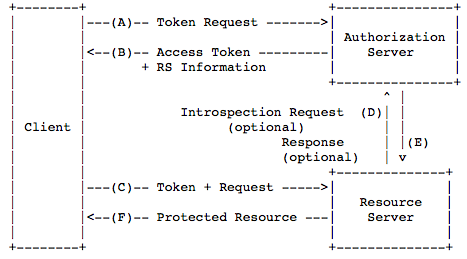 +--------+                               +---------------+
|        |---(A)-- Token Request ------->|               |
|        |                               | Authorization |
|        |<--(B)-- Access Token ---------|    Server     |
|        |       + RS Information        |               |
|        |                               +---------------+
|        |                                      ^ |
|        |            Introspection Request  (D)| |
| Client |                  (optional)          | |
|        |                         Response     | |(E)
|        |                         (optional)   | v
|        |                               +---------------+
|        |---(C)-- Token + Request ----->|               |
|        |                               |   Resource    |
|        |<--(F)-- Protected Resource ---|    Server     |
|        |                               |               |
+--------+                               +---------------+